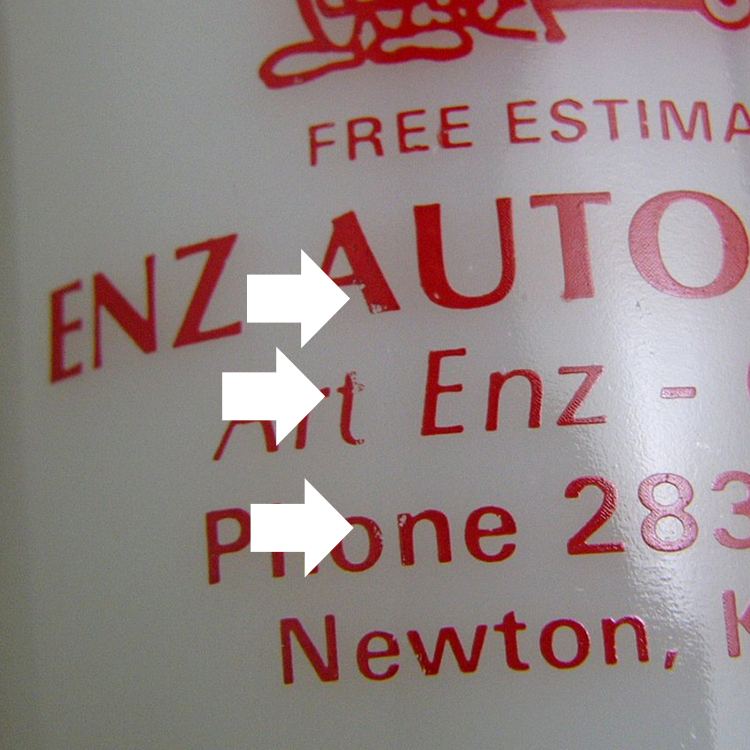 FREE ESTIMA
ENZ AUTO
Art Enz -
Phone 283
Newton, K